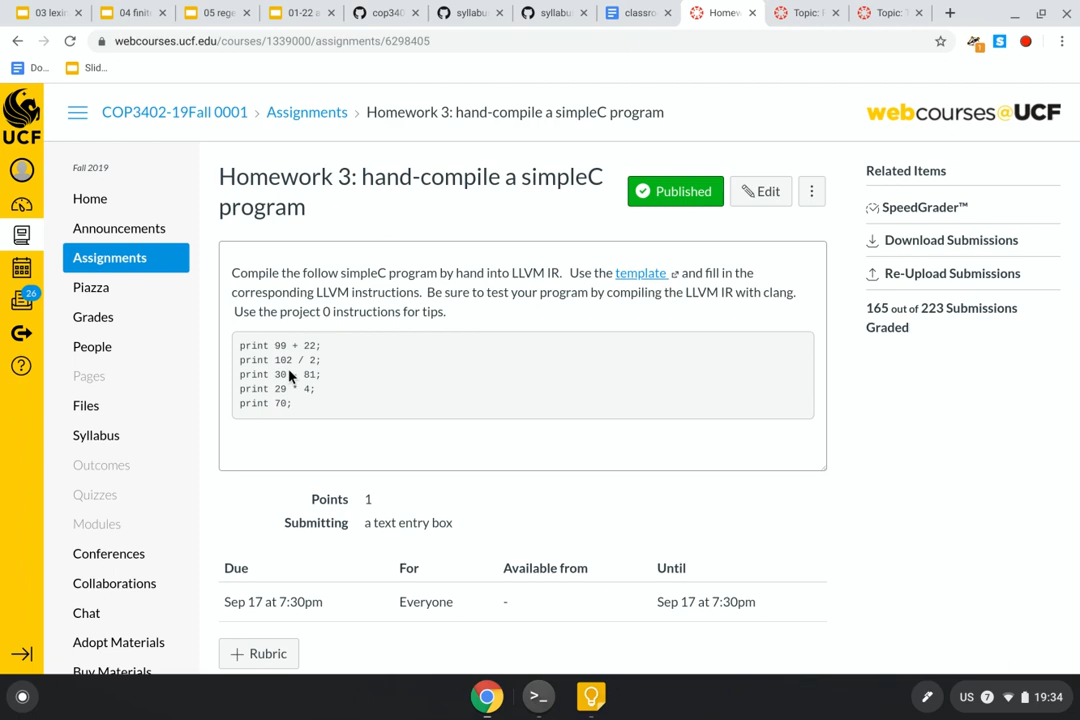 03 lexin
04 finite
05 rege
01-22 a
cop340
syllabu
syllabu
classro
Homew
Topic: F
Topic: T
webcourses.ucf.edu/courses/1339000/assignments/6298405
1
S
Do...
Slid...
UCF
COP3402-19Fall 0001 › Assignments › Homework 3: hand-compile a simpleC program
webcourses@UCF
Fall 2019
Home
Announcements
Assignments
Piazza
Grades
People
Pages
Files
Syllabus
Outcomes
Quizzes
Modules
Conferences
Collaborations
Chat
Adopt Materials
Buy Materials
26
Homework 3: hand-compile a simpleC
program
Published
Edit
Compile the follow simpleC program by hand into LLVM IR. Use the template and fill in the
corresponding LLVM instructions. Be sure to test your program by compiling the LLVM IR with clang.
Use the project 0 instructions for tips.
print 99 + 22;
print 102 / 2;
print 30 81;
print 29 * 4;
print 70;
Points 1
Submitting a text entry box
Due For Available from Until
Sep 17 at 7:30pm Everyone - Sep 17 at 7:30pm
+ Rubric
Related Items
SpeedGrader™
Download Submissions
Re-Upload Submissions
165 out of 223 Submissions
Graded
>_
US 7 19:34